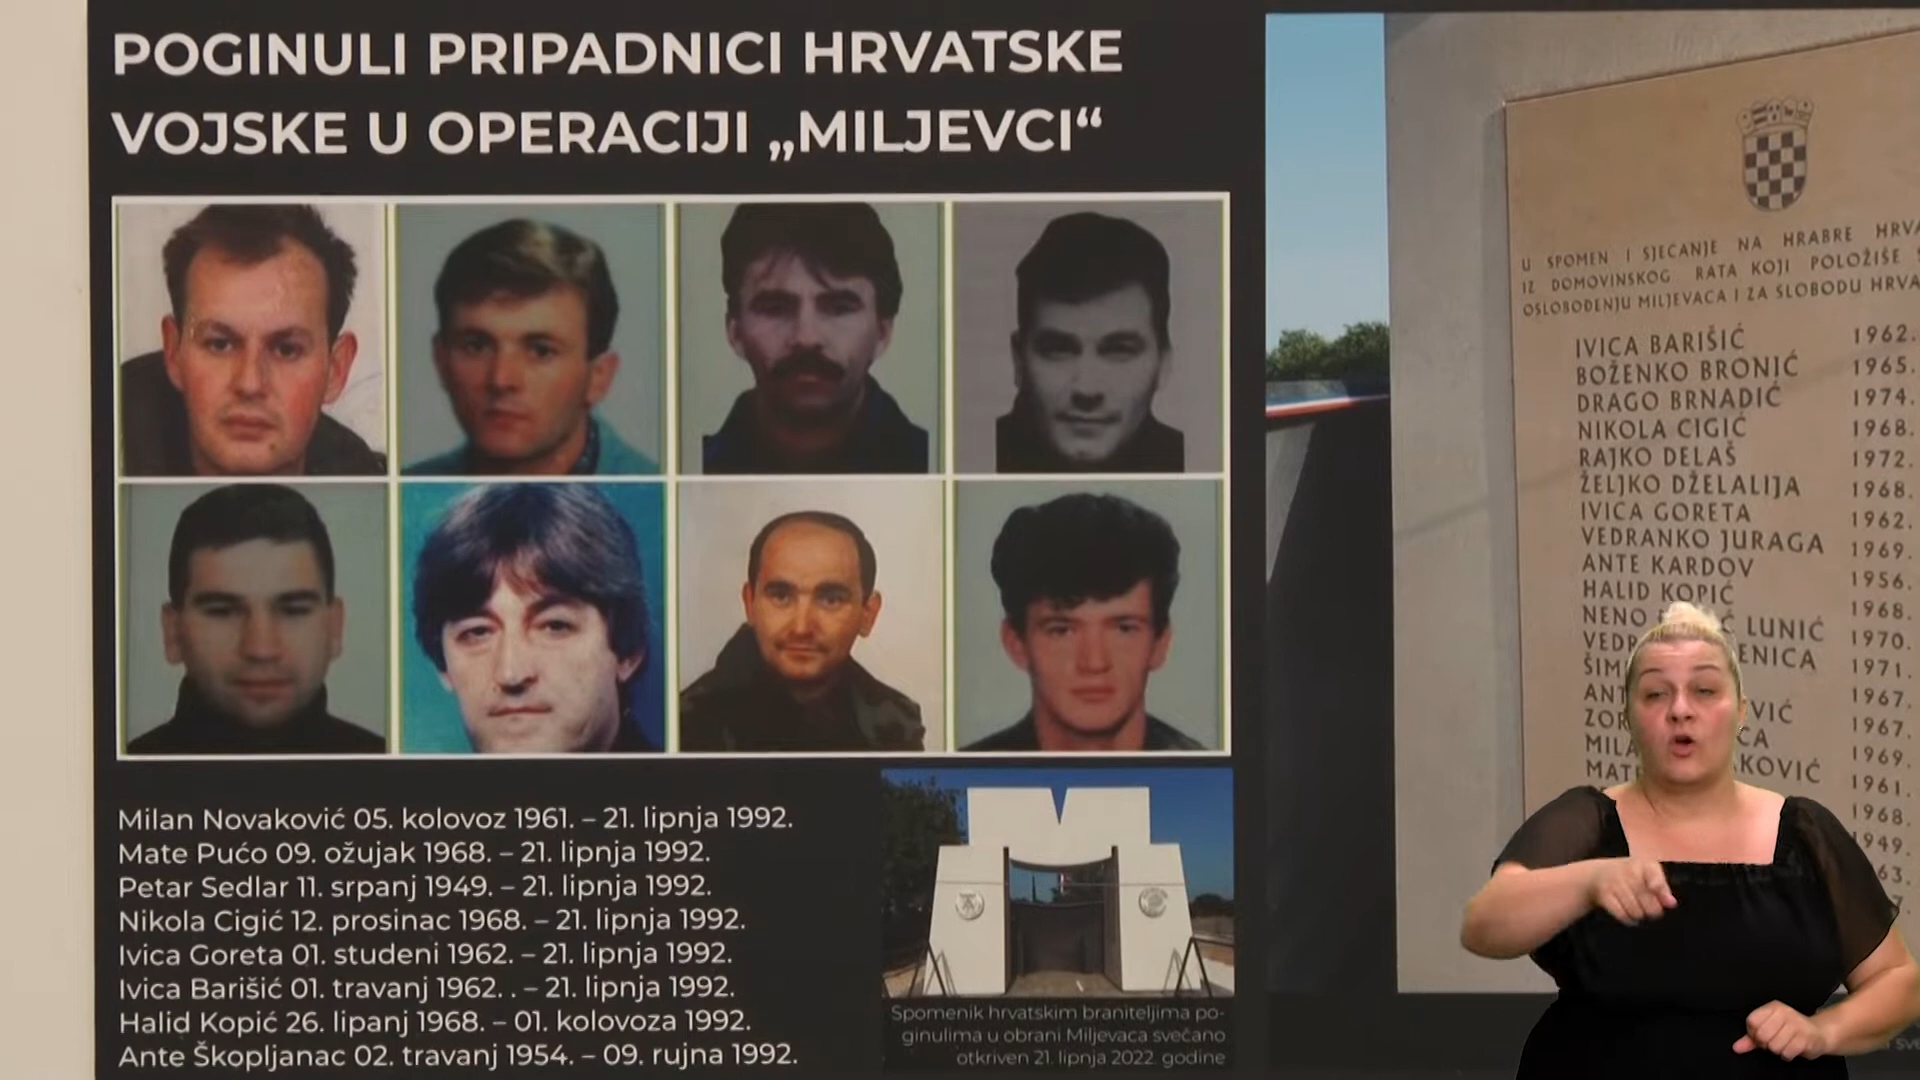 POGINULI PRIPADNICI HRVATSKE
VOJSKE U OPERACIJI „MILJEVCI“
Milan Novaković 05. kolovoz 1961. – 21. lipnja 1992.
Mate Pućo 09. ožujak 1968. – 21. lipnja 1992.
Petar Sedlar 11. srpanj 1949. – 21. lipnja 1992.
Nikola Cigić 12. prosinac 1968. – 21. lipnja 1992.
Ivica Goreta 01. studeni 1962. – 21. lipnja 1992.
Ivica Barišić 01. travanj 1962. . – 21. lipnja 1992.
Halid Kopić 26. lipanj 1968. – 01. kolovoza 1992.
Ante Škopljanac 02. travanj 1954. – 09. rujna 1992.
Spomenik hrvatskim braniteljima po-
ginulima u obrani Miljevaca svečano
otkriven 21. lipnja 2022. godine
U SPOMEN I SJEĆANJE NA HRABRE
IZ DOMOVINSKOG RATA KOJI POLOŽIŠE
OSLOBOĐENJU MILJEVACA I ZA SLOBODU
IVICA BARIŠIĆ 1962.
BOŽENKO BRONIĆ 1965.
DRAGO BRNADIĆ 1974.
NIKOLA CIGIĆ 1968.
RAJKO DELAŠ 1972.
ŽELJKO DŽELALIJA 1968.
IVICA GORETA 1962.
VEDRANKO JURAGA 1969.
ANTE KARDOV 1956.
HALID KOPIĆ 1968.
NENO LUNIĆ 1970.
1971.
1967.
1967.
1969.
1961.
1968.